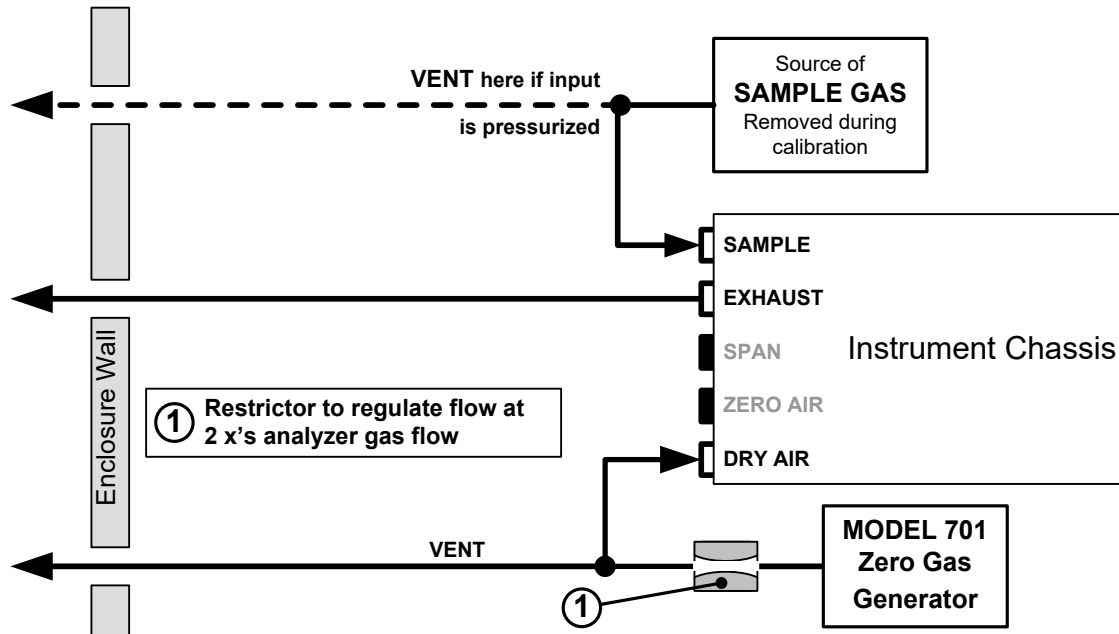 VENT here if input
is pressurized
Source of
SAMPLE GAS
Removed during
calibration
SAMPLE
EXHAUST
SPAN
ZERO AIR
DRY AIR
Instrument Chassis
Enclosure Wall
1
Restrictor to regulate flow at
2 x's analyzer gas flow
VENT
1
MODEL 701
Zero Gas
Generator